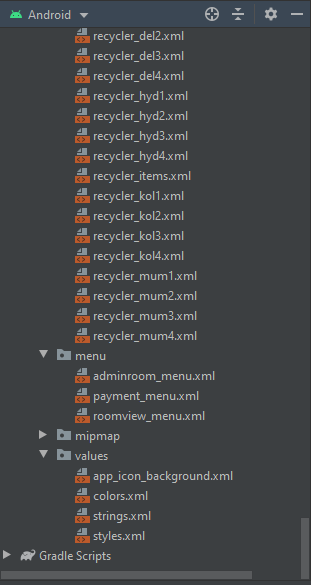 Android
recycler_del2.xml
recycler_del3.xml
recycler_del4.xml
recycler_hyd1.xml
recycler_hyd2.xml
recycler_hyd3.xml
recycler_hyd4.xml
recycler_items.xml
recycler_kol1.xml
recycler_kol2.xml
recycler_kol3.xml
recycler_kol4.xml
recycler_mum1.xml
recycler_mum2.xml
recycler_mum3.xml
recycler_mum4.xml
menu
adminroom_menu.xml
payment_menu.xml
roomview_menu.xml
mipmap
values
app_icon_background.xml
colors.xml
strings.xml
styles.xml
Gradle Scripts